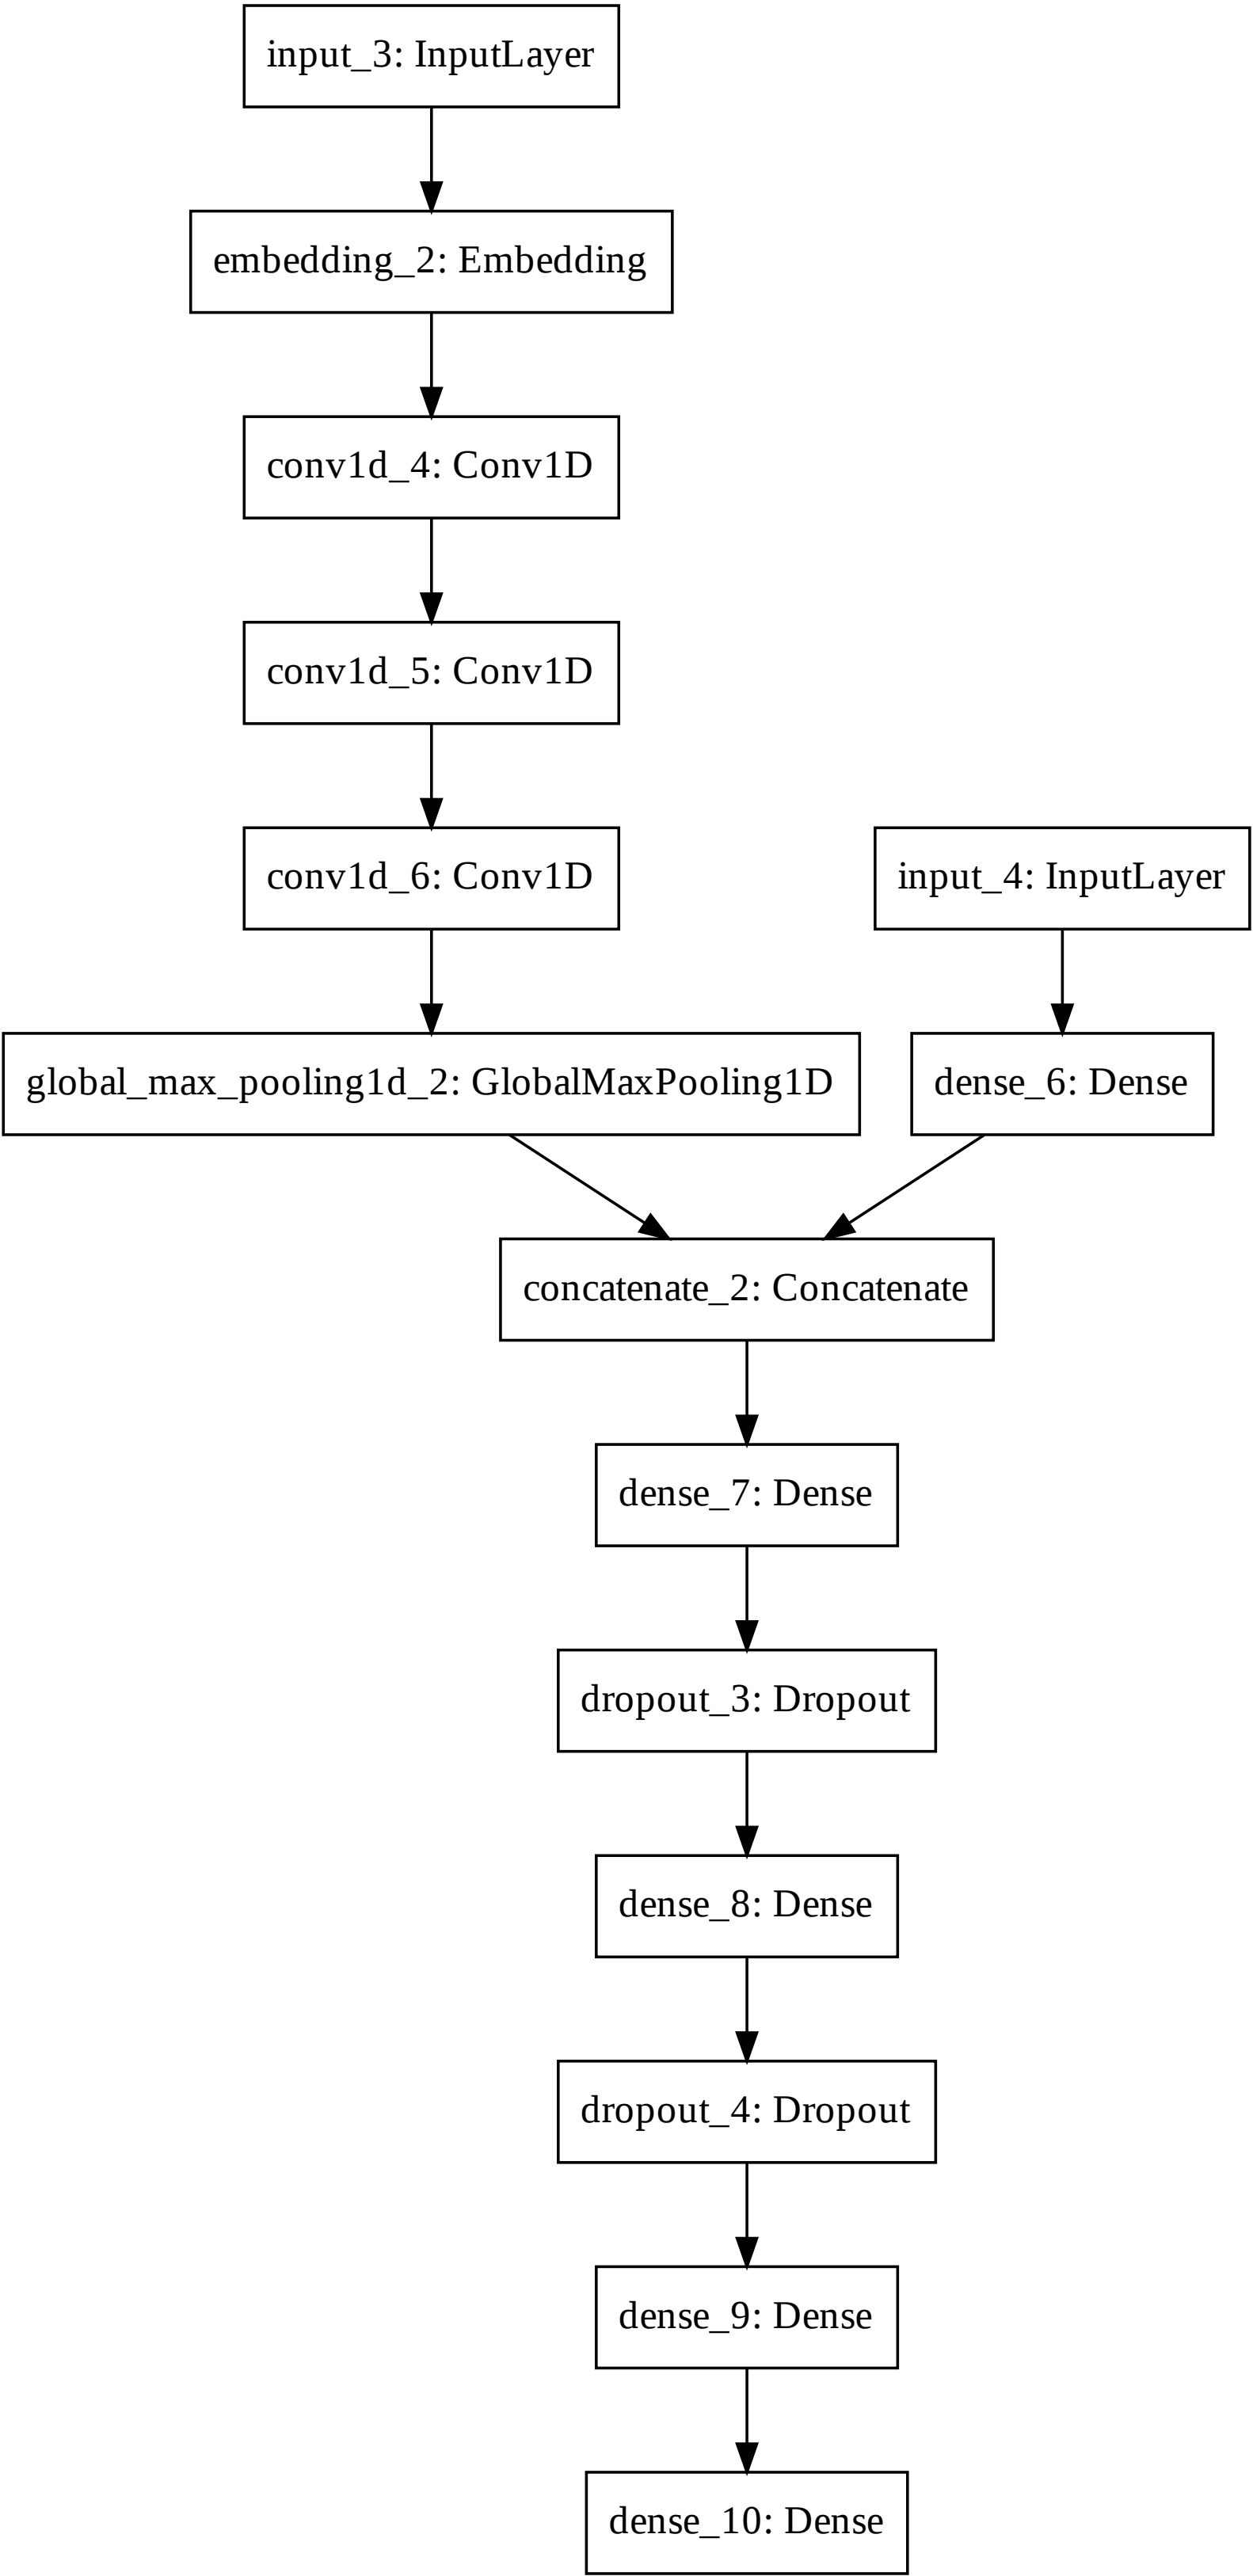 input_3: InputLayer
embedding_2: Embedding
conv1d_4: Conv1D
conv1d_5: Conv1D
conv1d_6: Conv1D
input_4: InputLayer
global_max_pooling1d_2: GlobalMaxPooling1D
dense_6: Dense
concatenate_2: Concatenate
dense_7: Dense
dropout_3: Dropout
dense_8: Dense
dropout_4: Dropout
dense_9: Dense
dense_10: Dense